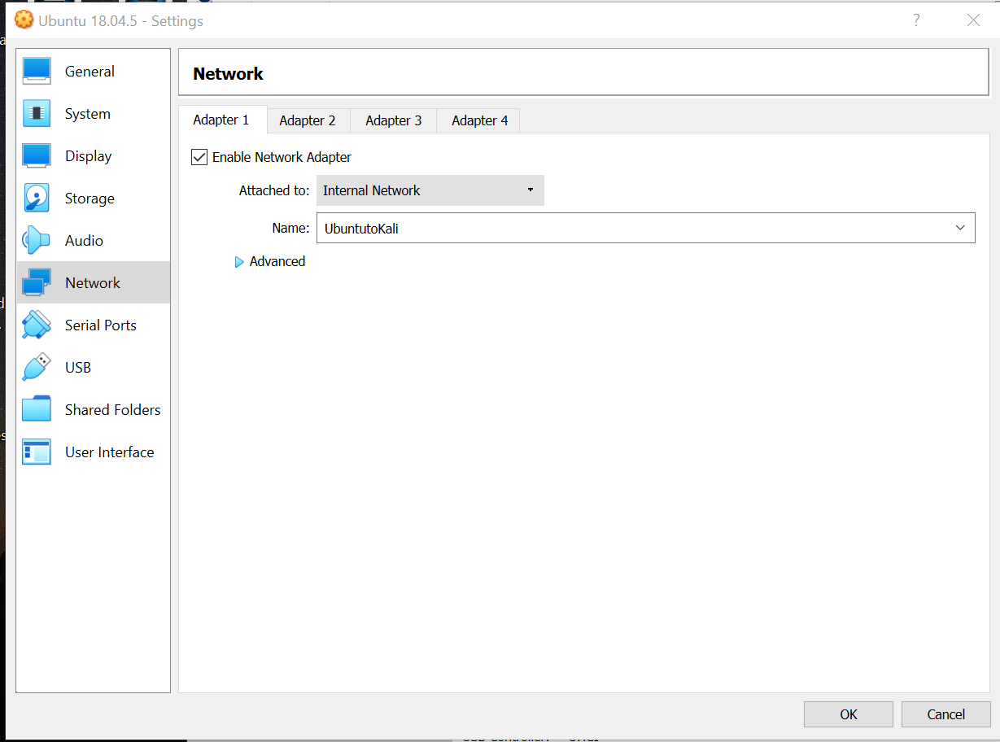 Ubuntu 18.04.5 - Settings
?
General
System
Display
Storage
Audio
Network
Serial Ports
USB
Shared Folders
User Interface
Network
Adapter 1
Adapter 2
Adapter 3
Adapter 4
Enable Network Adapter
Attached to: Internal Network
Name: UbuntutoKali
Advanced
OK
Cancel